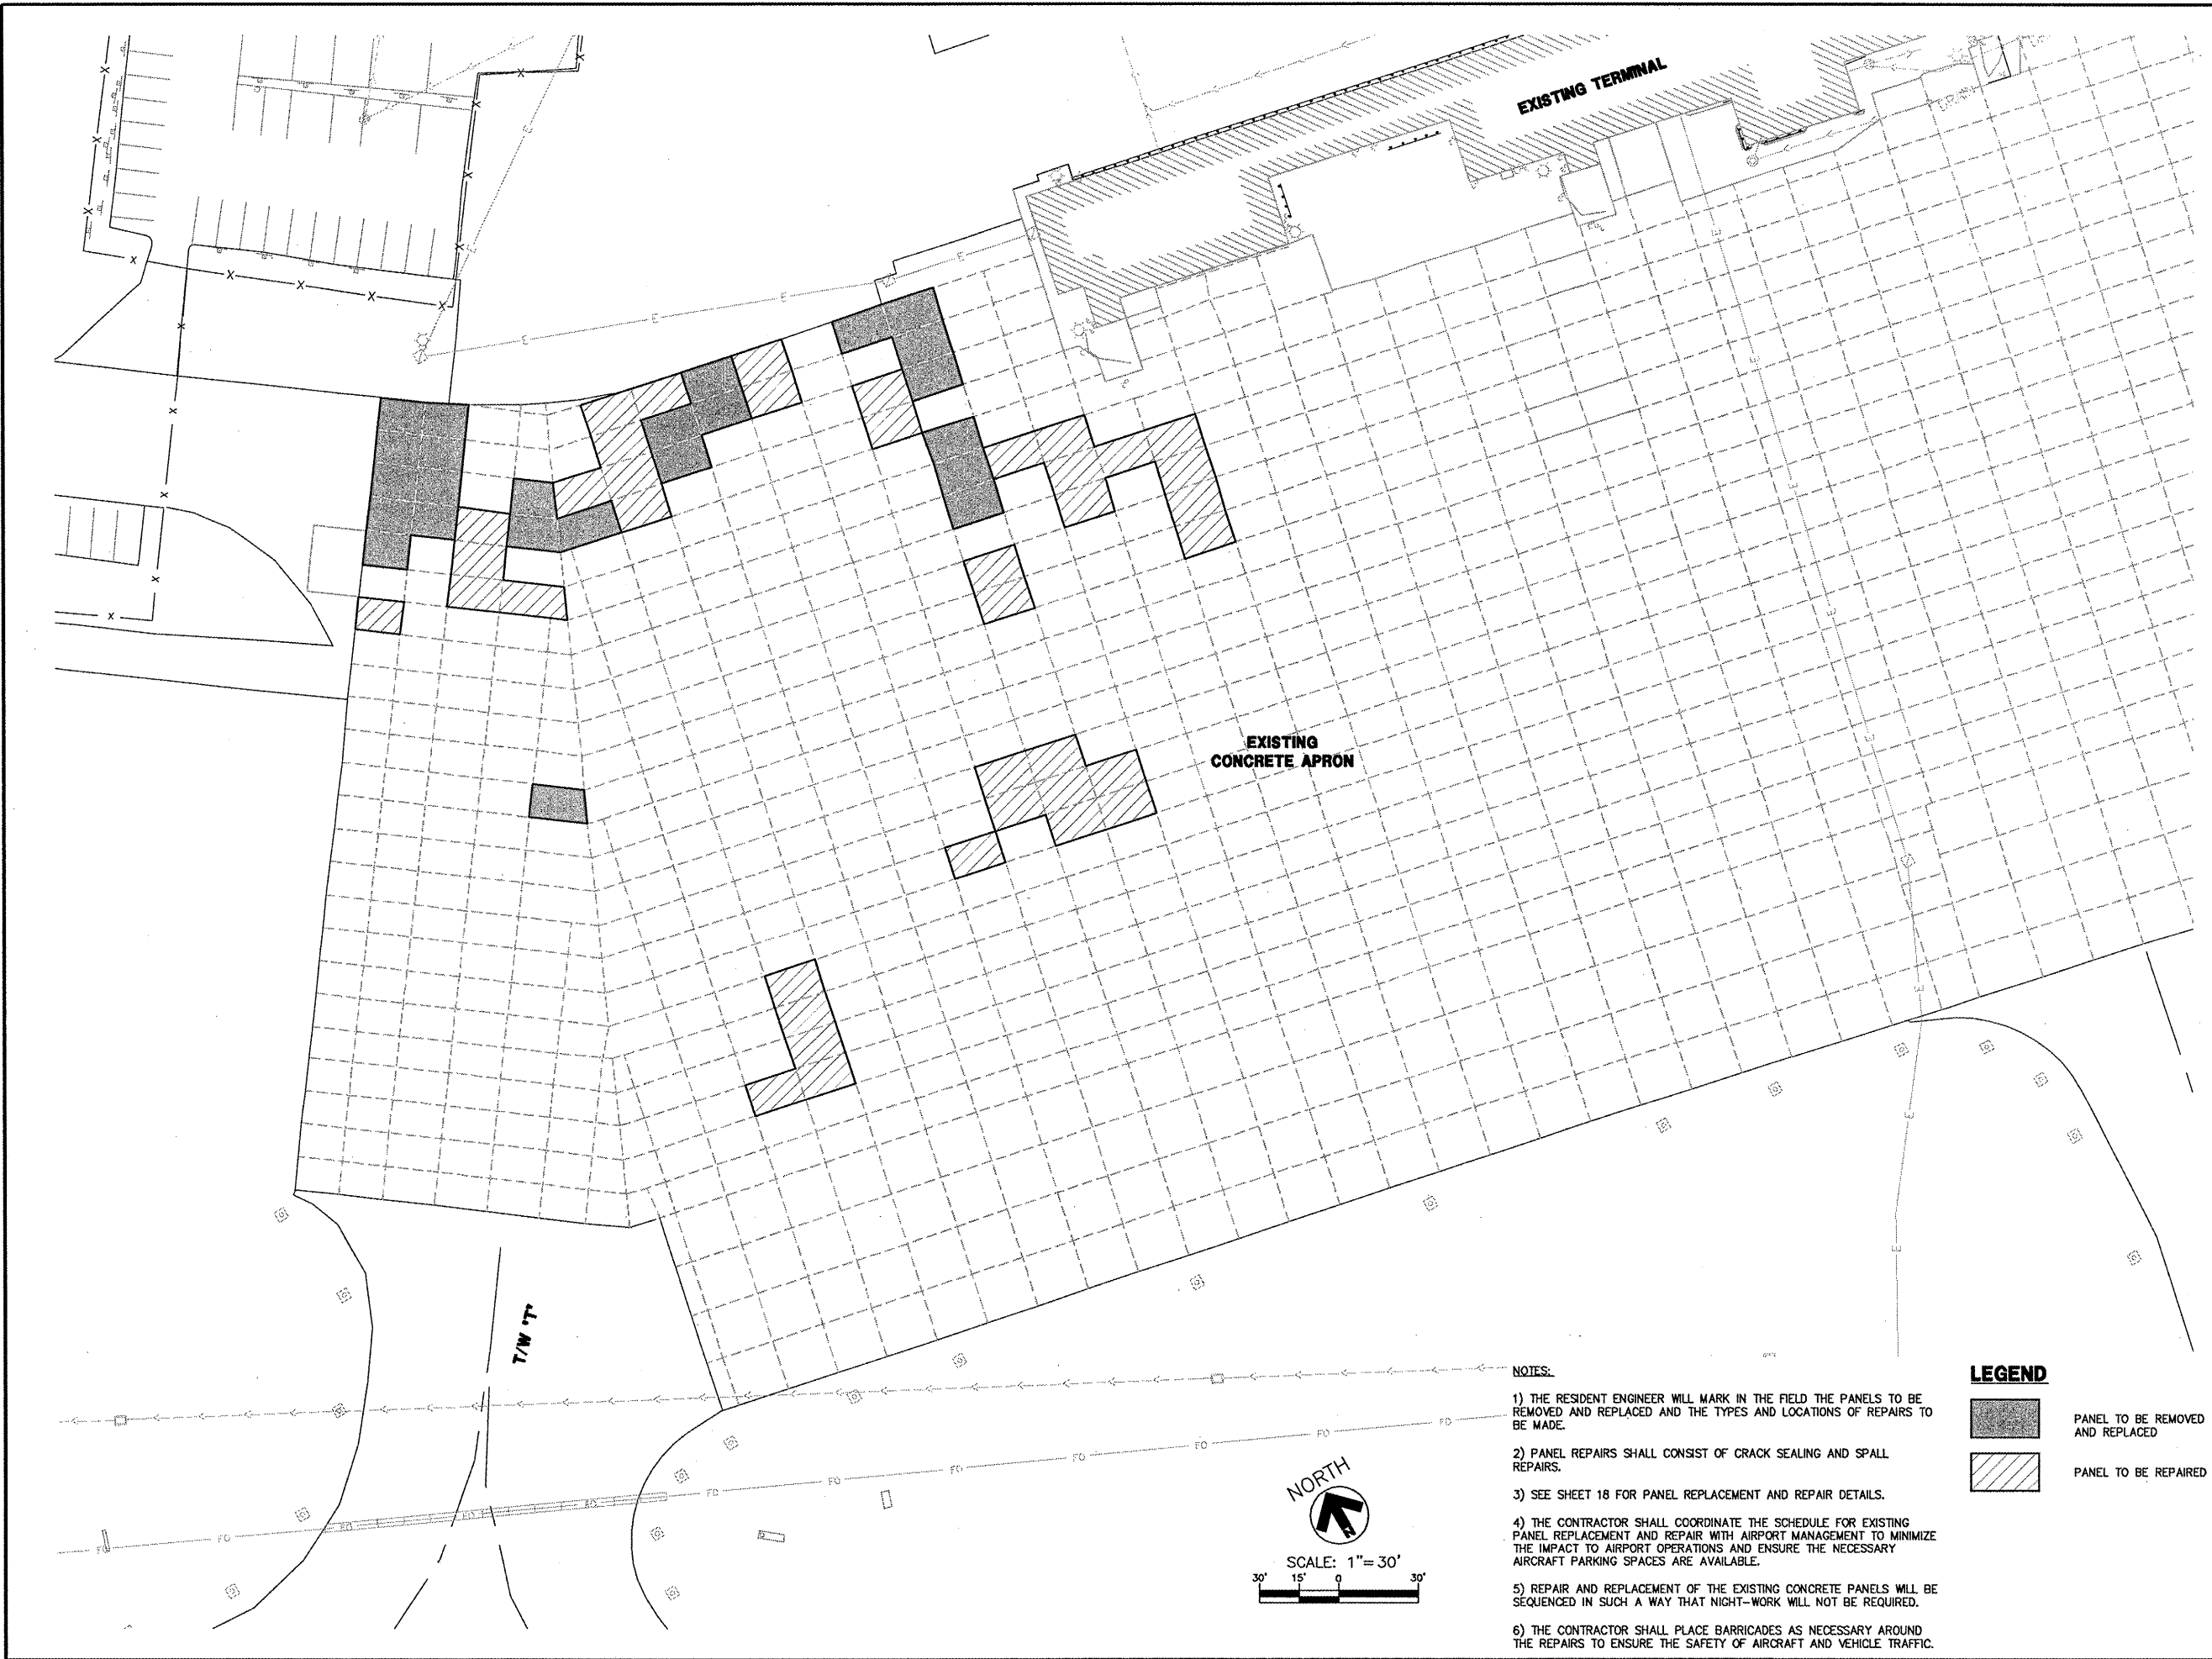 EXISTING TERMINAL
EXISTING
CONCRETE APRON
T/W 'T'
NORTH
N
SCALE: 1"=30'
30' 15' 0 30'
NOTES:
1) THE RESIDENT ENGINEER WILL MARK IN THE FIELD THE PANELS TO BE
REMOVED AND REPLACED AND THE TYPES AND LOCATIONS OF REPAIRS TO
BE MADE.
2) PANEL REPAIRS SHALL CONSIST OF CRACK SEALING AND SPALL
REPAIRS.
3) SEE SHEET 18 FOR PANEL REPLACEMENT AND REPAIR DETAILS.
4) THE CONTRACTOR SHALL COORDINATE THE SCHEDULE FOR EXISTING
PANEL REPLACEMENT AND REPAIR WITH AIRPORT MANAGEMENT TO MINIMIZE
THE IMPACT TO AIRPORT OPERATIONS AND ENSURE THE NECESSARY
AIRCRAFT PARKING SPACES ARE AVAILABLE.
5) REPAIR AND REPLACEMENT OF THE EXISTING CONCRETE PANELS WILL BE
SEQUENCED IN SUCH A WAY THAT NIGHT-WORK WILL NOT BE REQUIRED.
6) THE CONTRACTOR SHALL PLACE BARRICADES AS NECESSARY AROUND
THE REPAIRS TO ENSURE THE SAFETY OF AIRCRAFT AND VEHICLE TRAFFIC.
LEGEND
PANEL TO BE REMOVED
AND REPLACED
PANEL TO BE REPAIRED